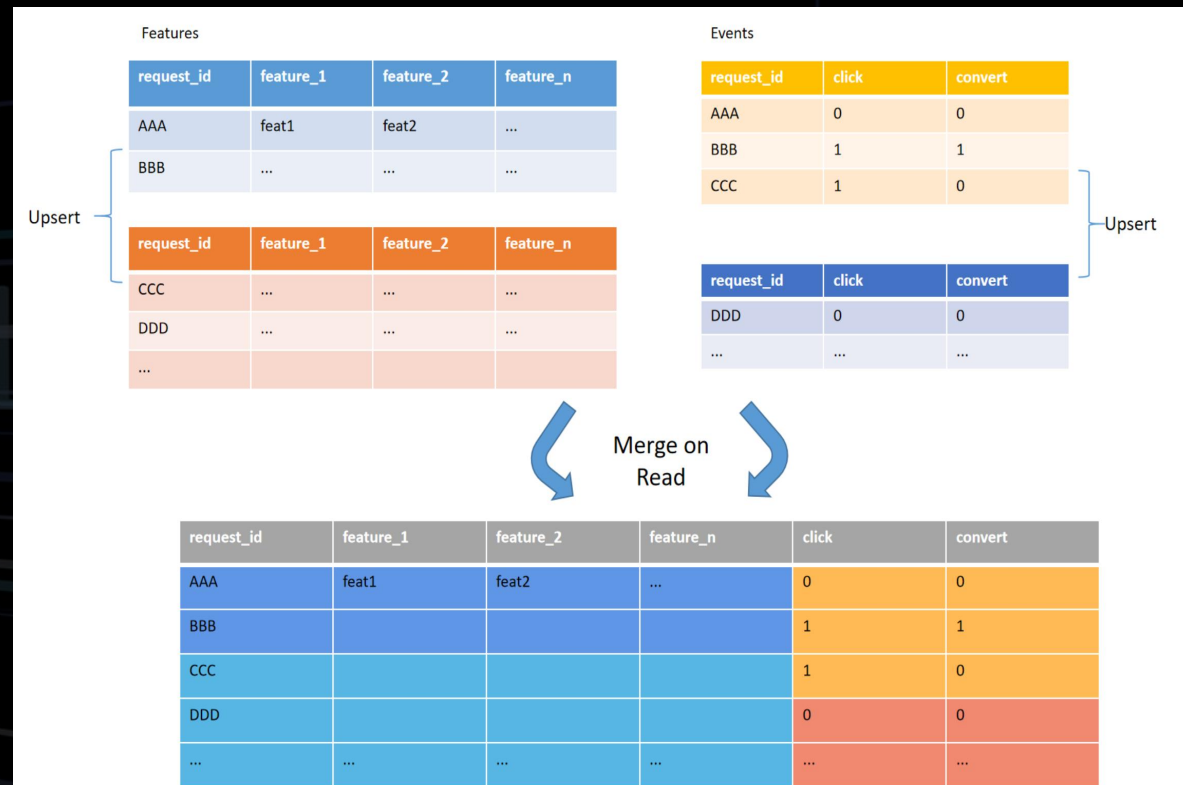 Features
request_id feature_1 feature_2 feature_n
AAA feat1 feat2 ...
BBB ... ... ...
Upsert
request_id feature_1 feature_2 feature_n
CCC ... ... ...
DDD ... ... ...
...
Events
request_id click convert
AAA 0 0
BBB 1 1
CCC 1 0
Upsert
request_id click convert
DDD 0 0
... ... ...
Merge on
Read
request_id feature_1 feature_2 feature_n click convert
AAA feat1 feat2 ... 0 0
BBB 1 1
CCC 1 0
DDD 0 0
... ... ... ... ... ...